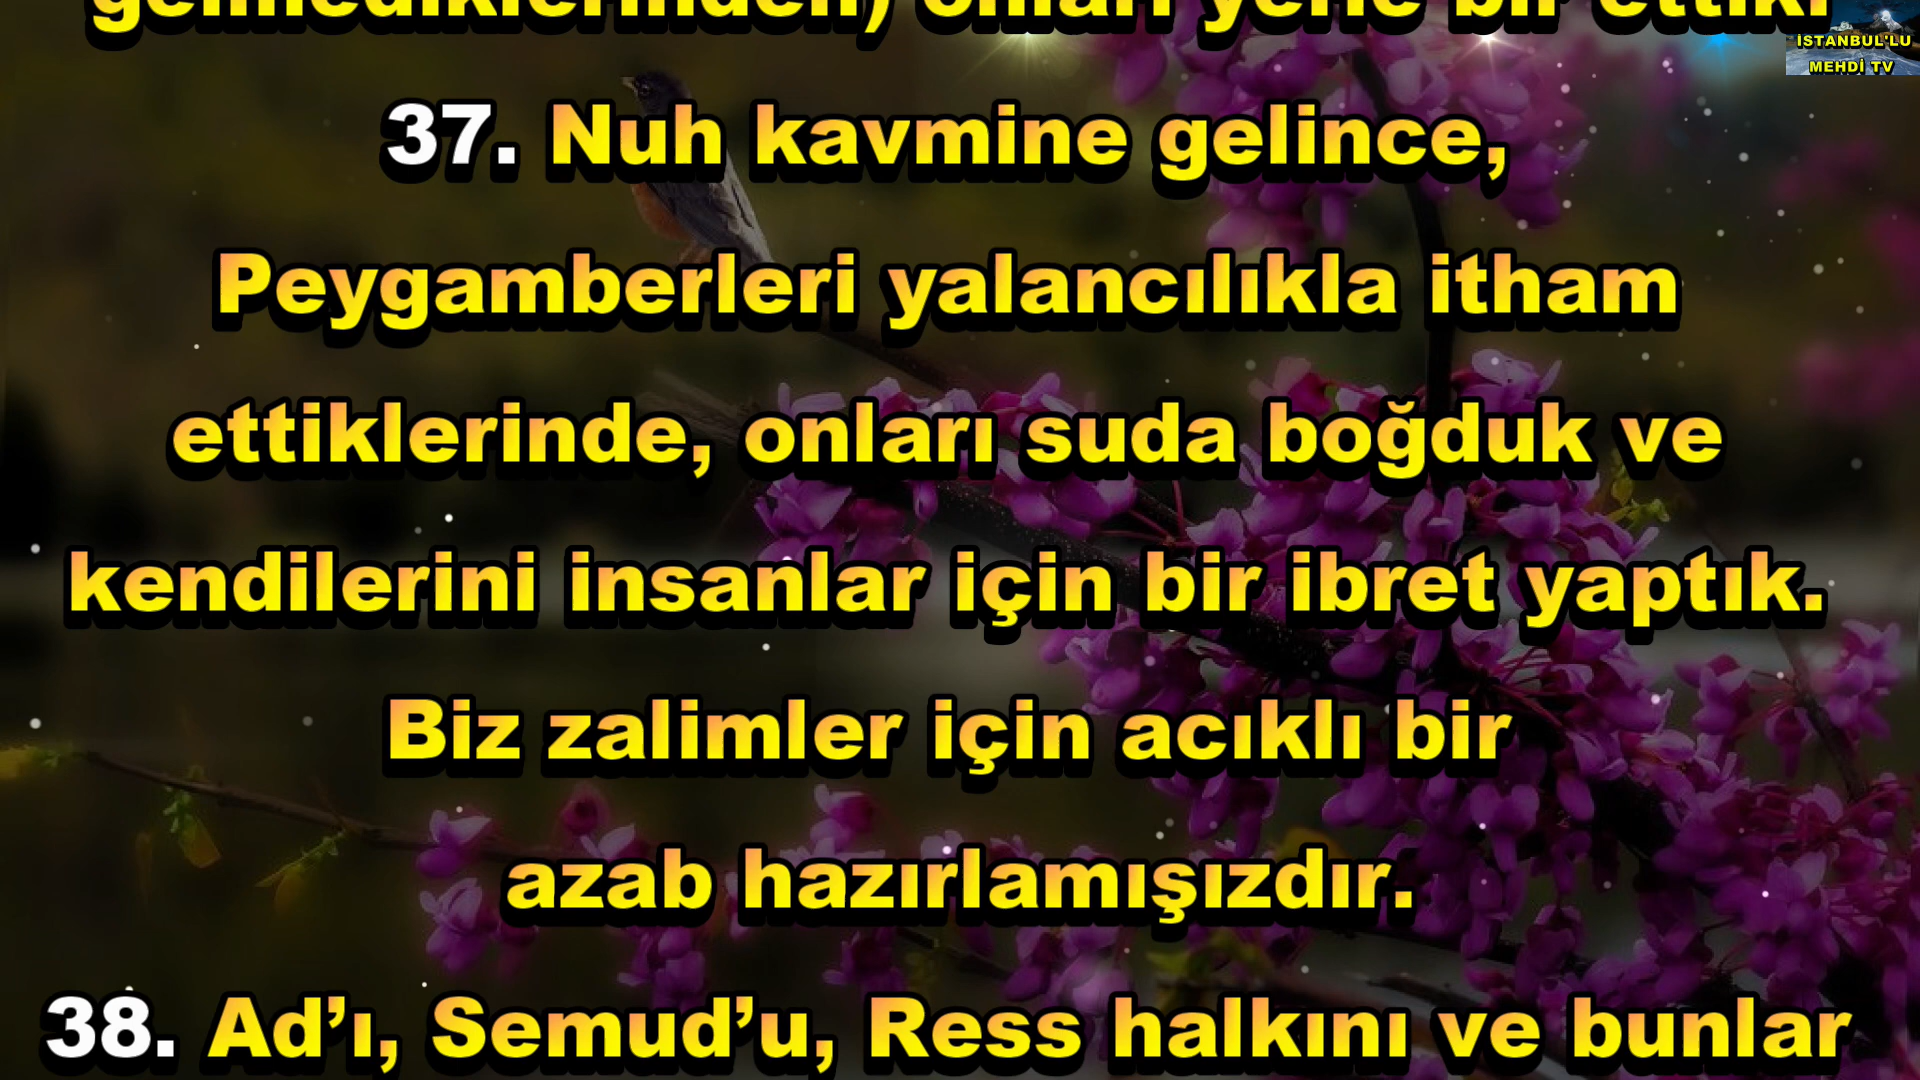 gelmediklerinden) onları yerle bir ettik!
İSTANBUL'LU
MEHDİ TV
37. Nuh kavmine gelince,
Peygamberleri yalancılıkla itham
ettiklerinde, onları suda boğduk ve
kendilerini insanlar için bir ibret yaptık.
Biz zalimler için acıklı bir
azab hazırlamışızdır.
38. Ad’ı, Semud’u, Ress halkını ve bunlar